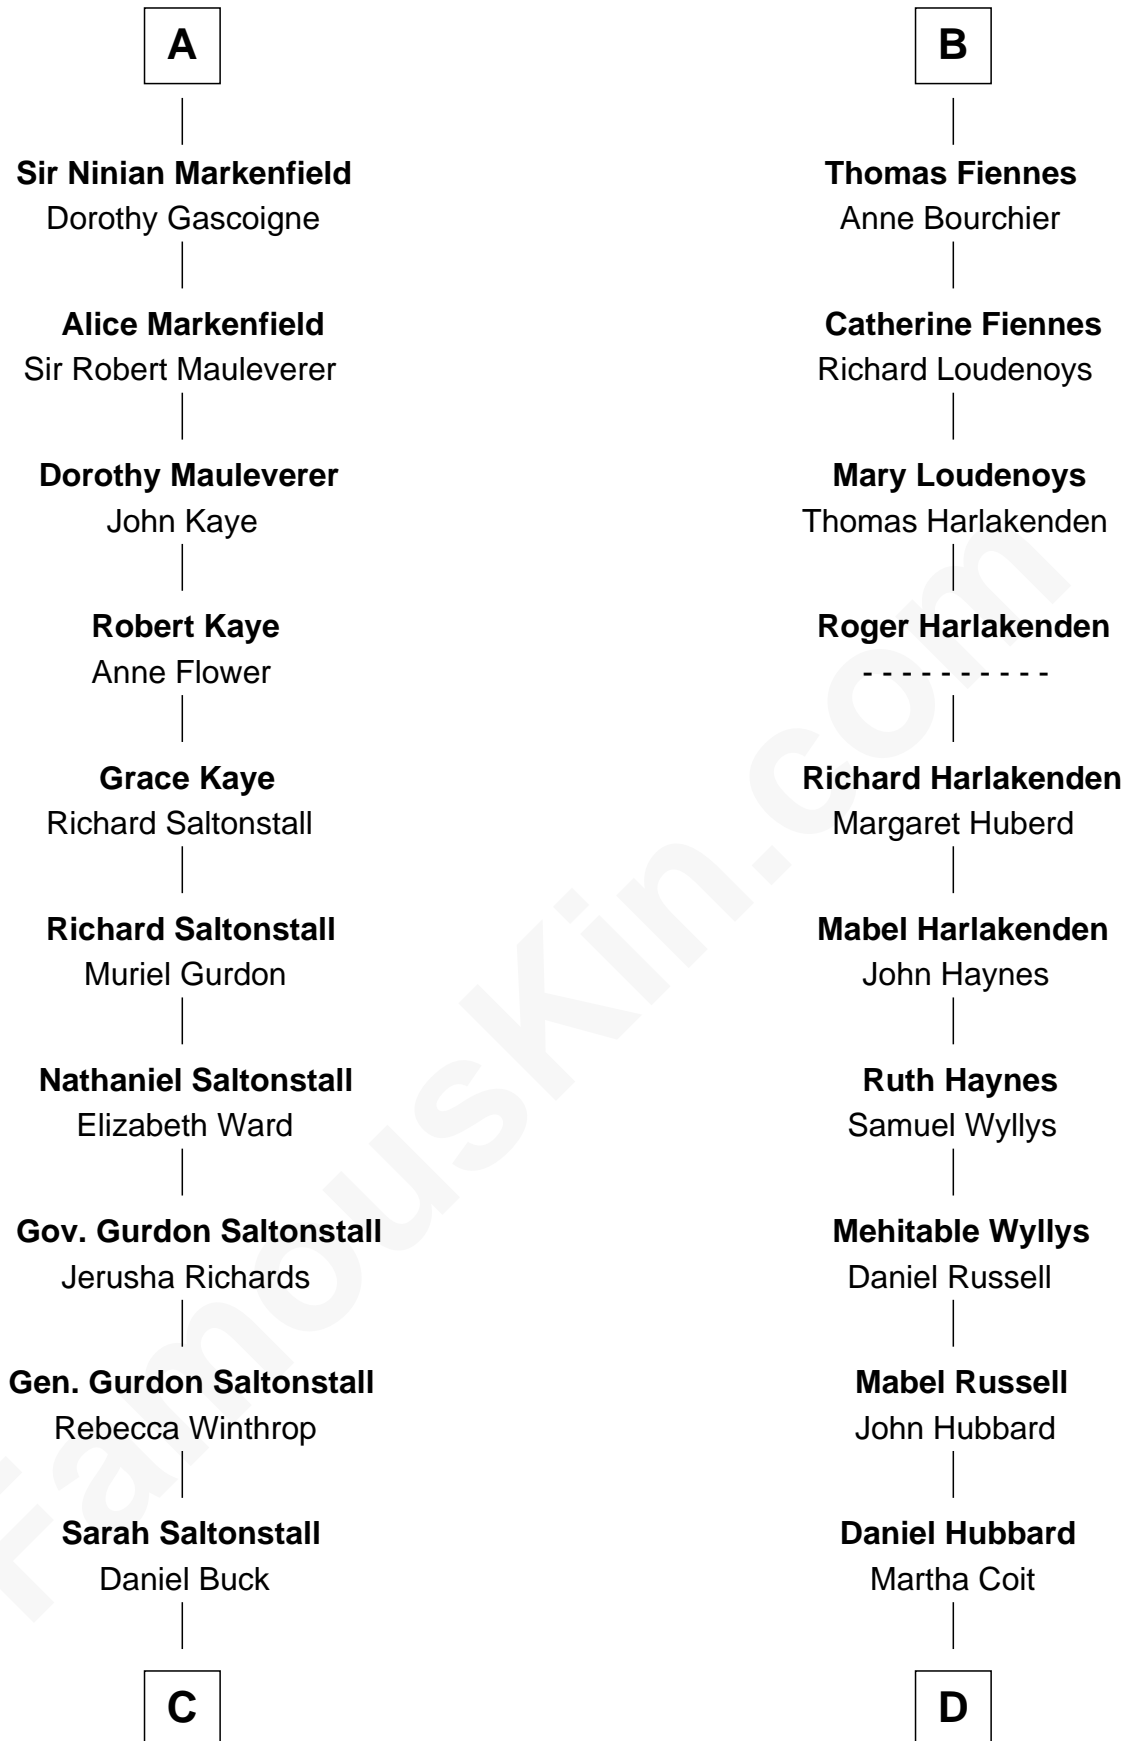 A
Sir Ninian Markenfield
Dorothy Gascoigne
Alice Markenfield
Sir Robert Mauleverer
Dorothy Mauleverer
John Kaye
Robert Kaye
Anne Flower
Grace Kaye
Richard Saltonstall
Richard Saltonstall
Muriel Gurdon
Nathaniel Saltonstall
Elizabeth Ward
Gov. Gurdon Saltonstall
Jerusha Richards
Gen. Gurdon Saltonstall
Rebecca Winthrop
Sarah Saltonstall
Daniel Buck
C
B
Thomas Fiennes
Anne Bourchier
Catherine Fiennes
Richard Loudenoys
Mary Loudenoys
Thomas Harlakenden
Roger Harlakenden
- - - - - - - - - -
Richard Harlakenden
Margaret Huberd
Mabel Harlakenden
John Haynes
Ruth Haynes
Samuel Wyllys
Mehitable Wyllys
Daniel Russell
Mabel Russell
John Hubbard
Daniel Hubbard
Martha Coit
D
FamousKin.com